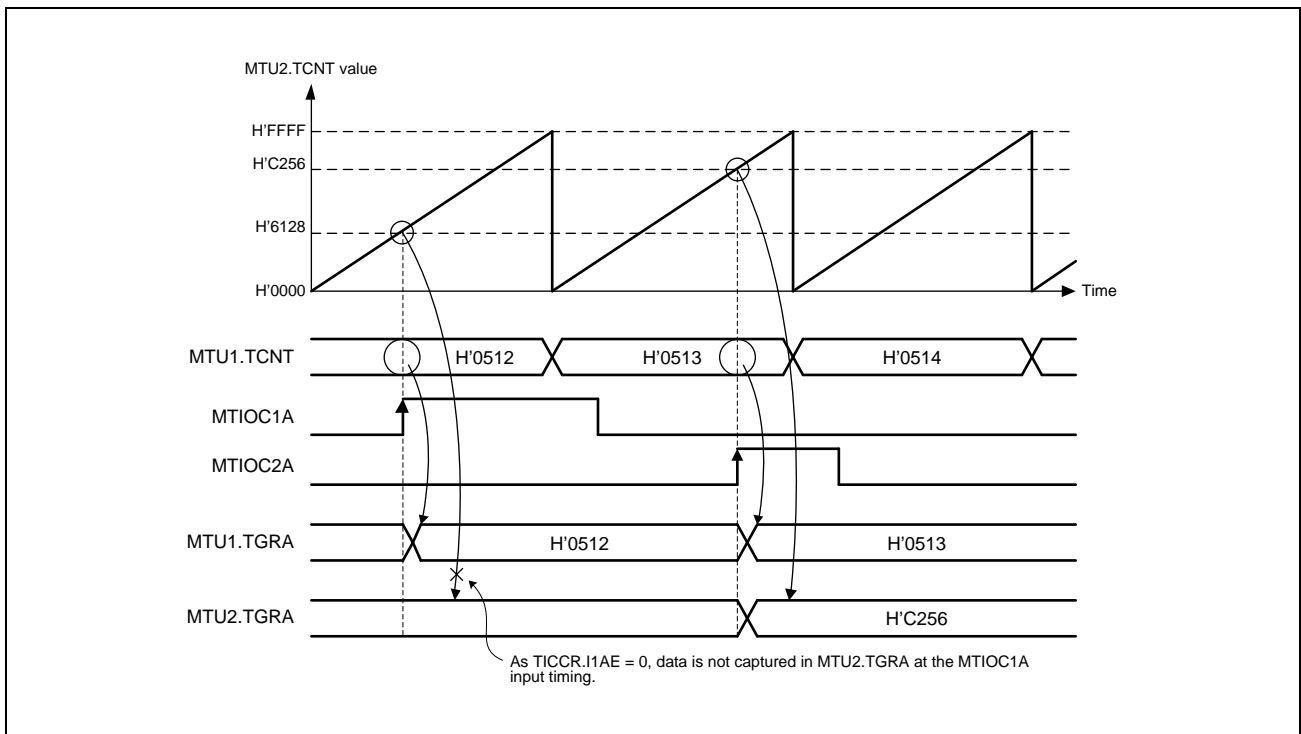 MTU2.TCNT value
H'FFFF
H'C256
H'6128
H'0000
Time
MTU1.TCNT
H'0512
H'0513
H'0514
MTIOC1A
MTIOC2A
MTU1.TGRA
H'0512
H'0513
MTU2.TGRA
H'C256
As TICCR.I1AE = 0, data is not captured in MTU2.TGRA at the MTIOC1A
input timing.